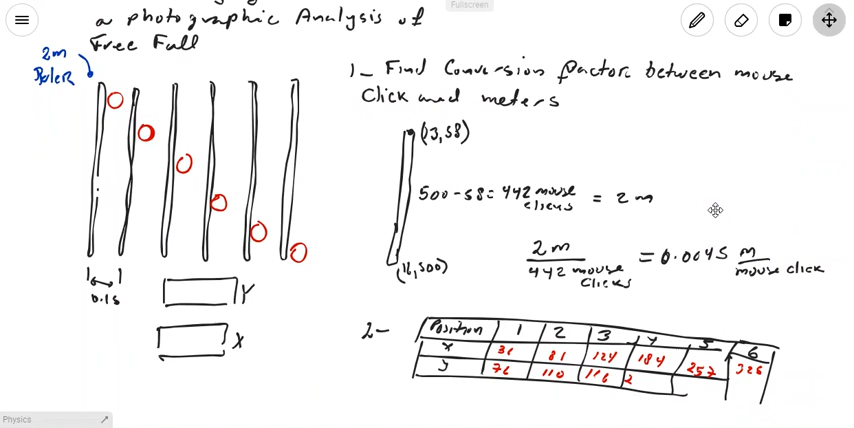 Fullscreen
a photographic Analysis of
Free Fall
2m
Ruler
0.1s
Y
X
1- Find Conversion factor between mouse
Click and meters
(13,58)
500-58=442 mouse clicks = 2m
(16,500)
2m / 442 mouse clicks = 0.0045 m / mouse click
2-
Position 1 2 3 4 5 6
X 31 81 124 184 257 326
y 76 110 116 2
Physics